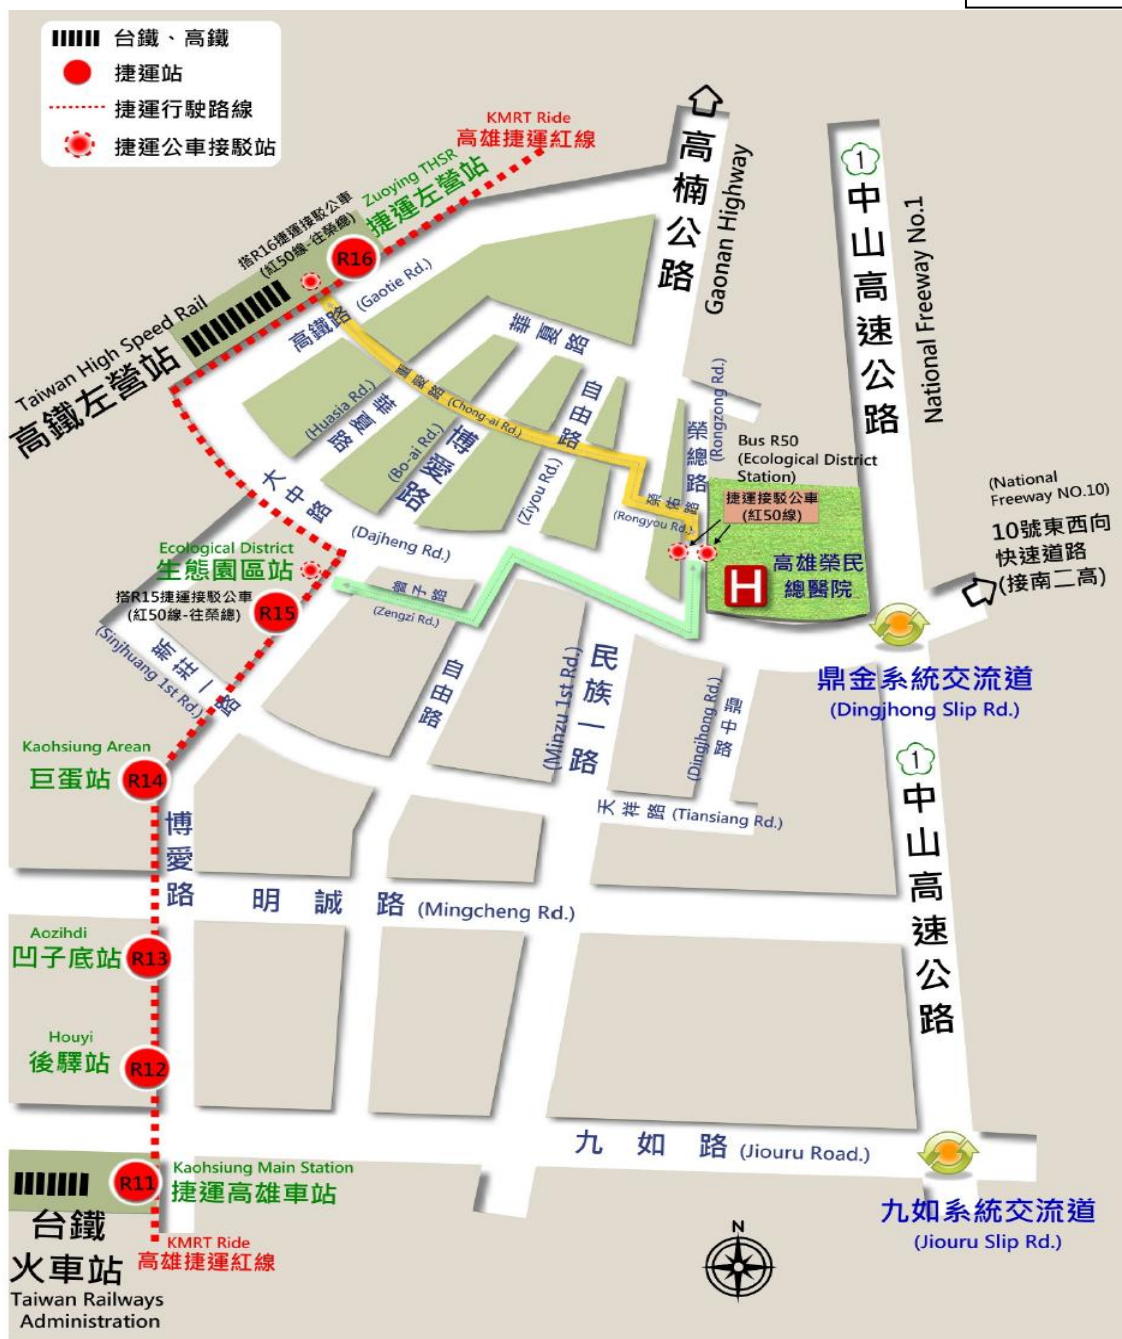 台鐵、高鐵
捷運站
捷運行駛路線
捷運公車接駁站
KMRT Ride
高雄捷運紅線
Zuoying THSR
捷運左營站
搭R16捷運接駁公車
(紅50線-往榮總)
R16
Taiwan High Speed Rail
高鐵左營站
高鐵路 (Gaotie Rd.)
高楠公路
Gaonan Highway
1
中山高速公路
National Freeway No.1
華夏路
(Huasia Rd.)
華夏路
(Chong-ai Rd.)
(Bo-ai Rd.)
博愛路
自由路
(Ziyou Rd.)
榮總路
(Rongzong Rd.)
榮佑路
(Rongyou Rd.)
Bus R50
(Ecological District
Station)
捷運接駁公車
(紅50線)
高雄榮民
總醫院
H
(National
Freeway NO.10)
10號東西向
快速道路
(接南二高)
大中路
(Dajheng Rd.)
Ecological District
生態園區站
搭R15捷運接駁公車
(紅50線-往榮總)
R15
(Zengzi Rd.)
新莊一路
(Sinjhuang 1st Rd.)
自由路
民族一路
(Minzu 1st Rd.)
(Dingjhong Rd.)
鼎中路
天祥路 (Tiansiang Rd.)
鼎金系統交流道
(Dingjhong Slip Rd.)
1
中山高速公路
Kaohsiung Arean
巨蛋站
R14
博愛路
明誠路 (Mingcheng Rd.)
Aozihdi
凹子底站
R13
Houyi
後驛站
R12
九如路 (Jiouru Road.)
R11
Kaohsiung Main Station
捷運高雄車站
台鐵
火車站
Taiwan Railways
Administration
KMRT Ride
高雄捷運紅線
九如系統交流道
(Jiouru Slip Rd.)
N